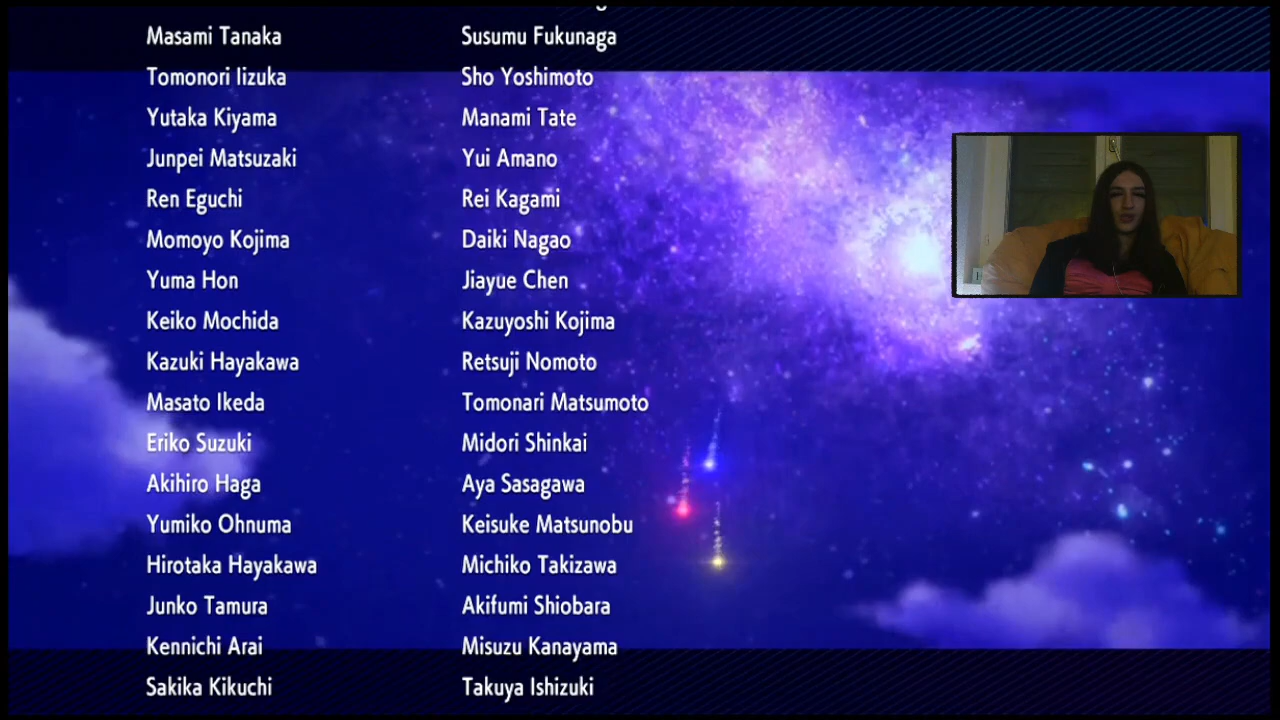 Masami Tanaka Susumu Fukunaga
Tomonori Iizuka Sho Yoshimoto
Yutaka Kiyama Manami Tate
Junpei Matsuzaki Yui Amano
Ren Eguchi Rei Kagami
Momoyo Kojima Daiki Nagao
Yuma Hon Jiayue Chen
Keiko Mochida Kazuyoshi Kojima
Kazuki Hayakawa Retsuji Nomoto
Masato Ikeda Tomonari Matsumoto
Eriko Suzuki Midori Shinkai
Akihiro Haga Aya Sasagawa
Yumiko Ohnuma Keisuke Matsunobu
Hirotaka Hayakawa Michiko Takizawa
Junko Tamura Akifumi Shiobara
Kennichi Arai Misuzu Kanayama
Sakika Kikuchi Takuya Ishizuki